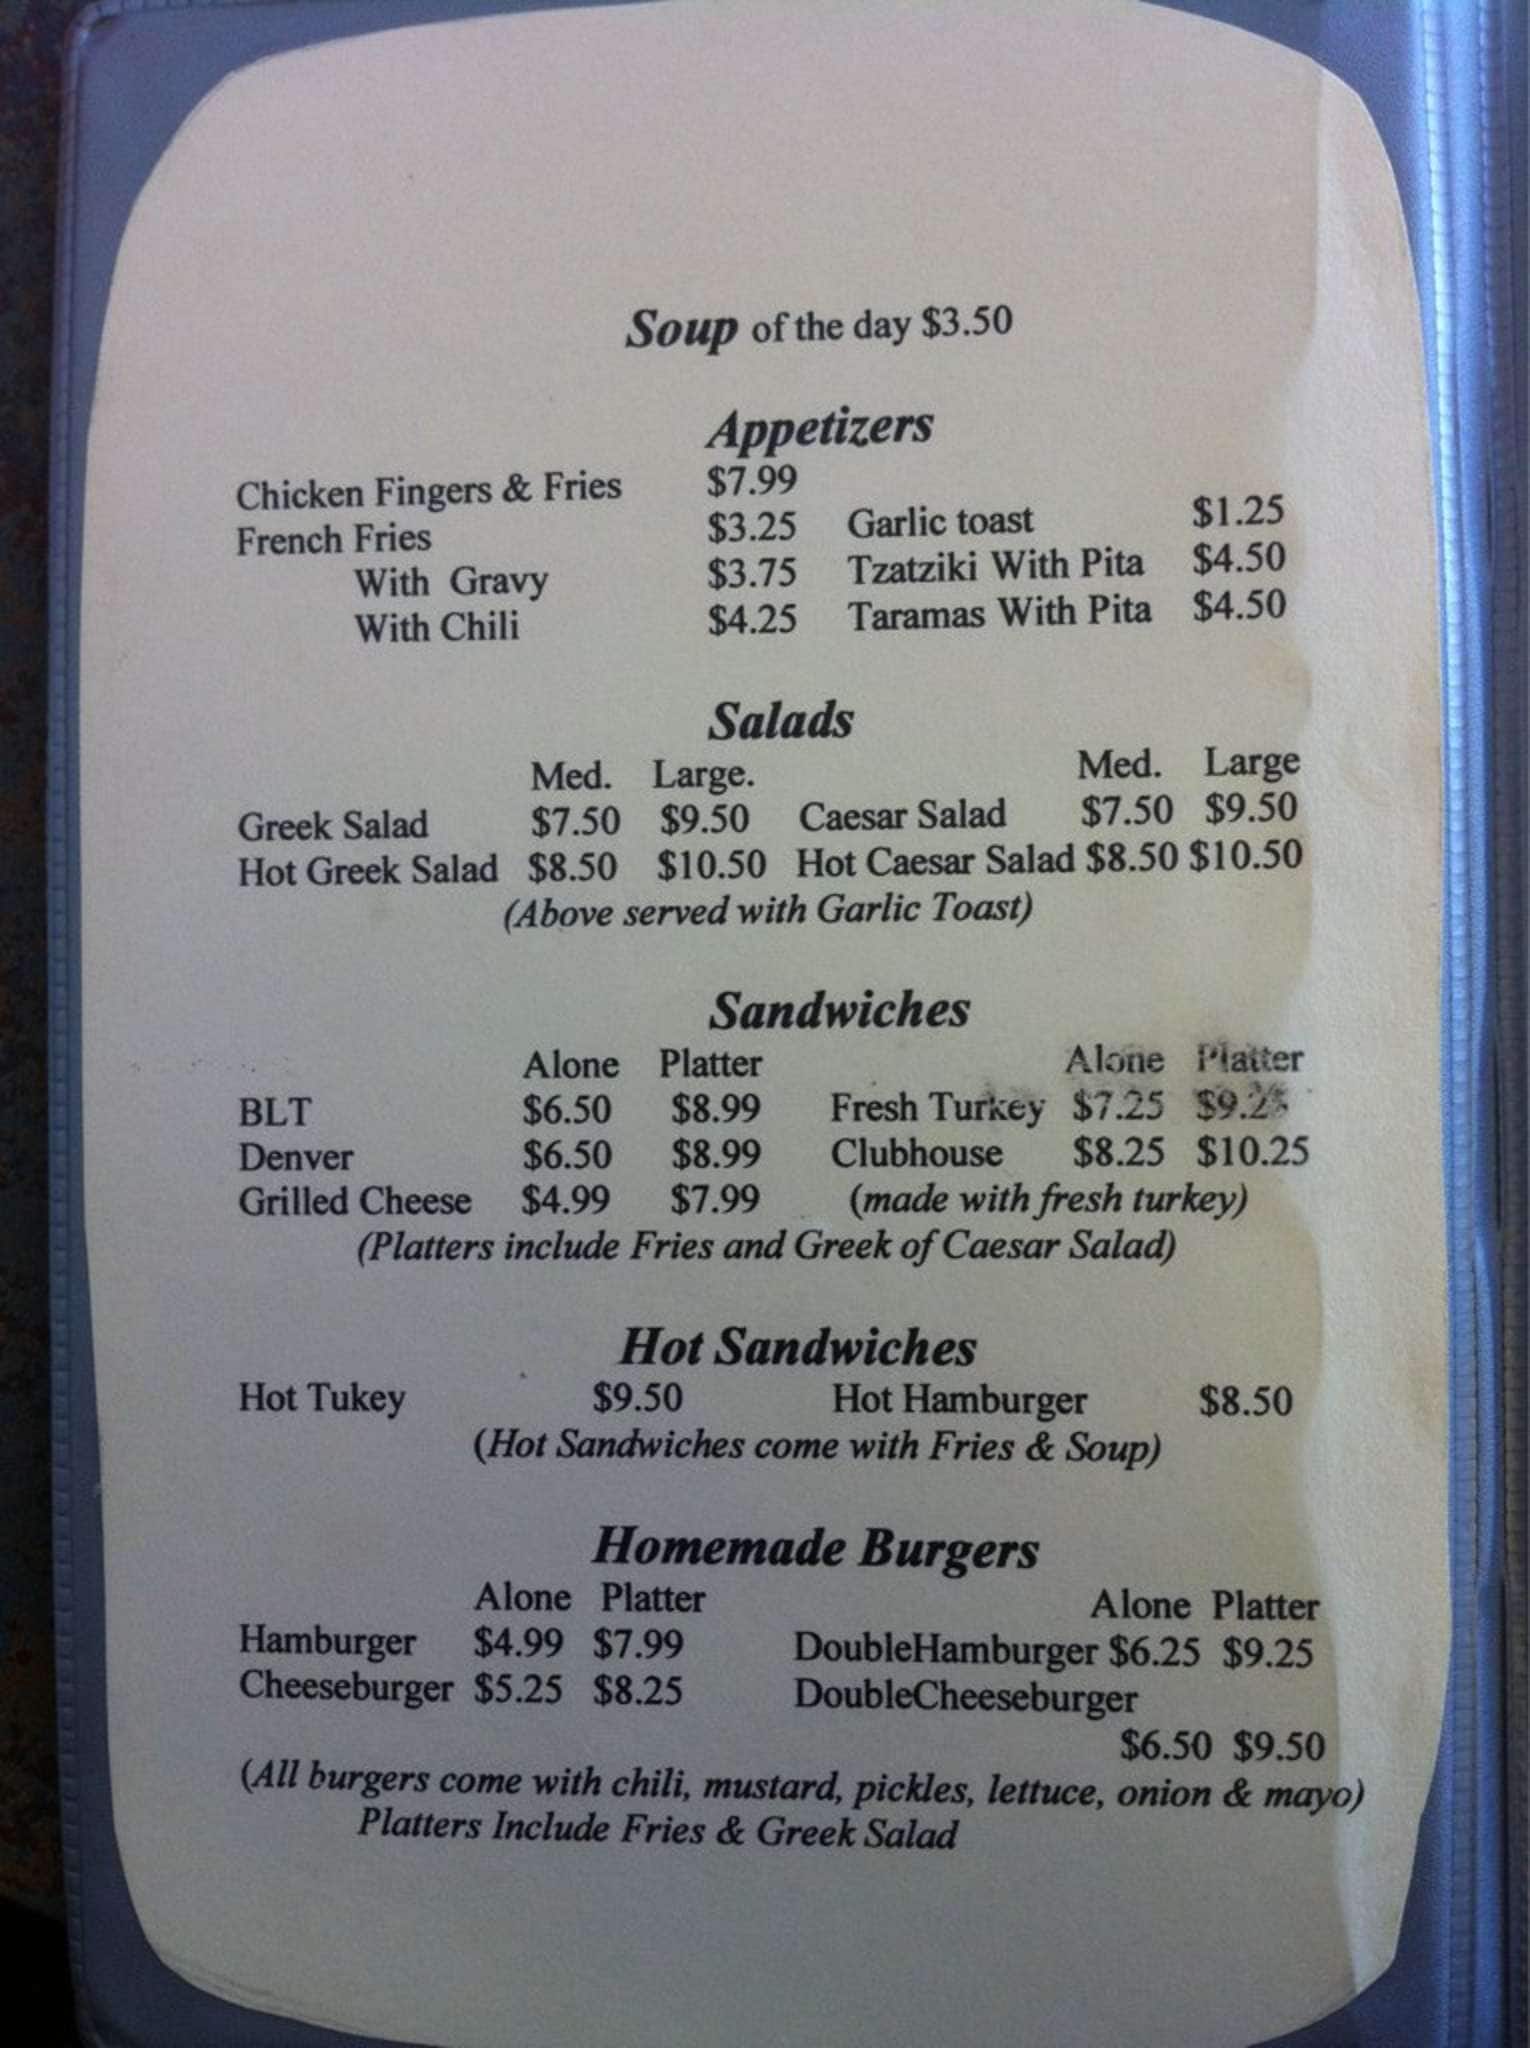 Soup of the day $3.50
Appetizers
Chicken Fingers & Fries $7.99
French Fries $3.25 Garlic toast $1.25
With Gravy $3.75 Tzatziki With Pita $4.50
With Chili $4.25 Taramas With Pita $4.50
Salads
Med. Large. Med. Large
Greek Salad $7.50 $9.50 Caesar Salad $7.50 $9.50
Hot Greek Salad $8.50 $10.50 Hot Caesar Salad $8.50 $10.50
(Above served with Garlic Toast)
Sandwiches
Alone Platter Alone Platter
BLT $6.50 $8.99 Fresh Turkey $7.25 $9.25
Denver $6.50 $8.99 Clubhouse $8.25 $10.25
Grilled Cheese $4.99 $7.99 (made with fresh turkey)
(Platters include Fries and Greek of Caesar Salad)
Hot Sandwiches
Hot Tukey $9.50 Hot Hamburger $8.50
(Hot Sandwiches come with Fries & Soup)
Homemade Burgers
Alone Platter Alone Platter
Hamburger $4.99 $7.99 DoubleHamburger $6.25 $9.25
Cheeseburger $5.25 $8.25 DoubleCheeseburger
$6.50 $9.50
(All burgers come with chili, mustard, pickles, lettuce, onion & mayo)
Platters Include Fries & Greek Salad